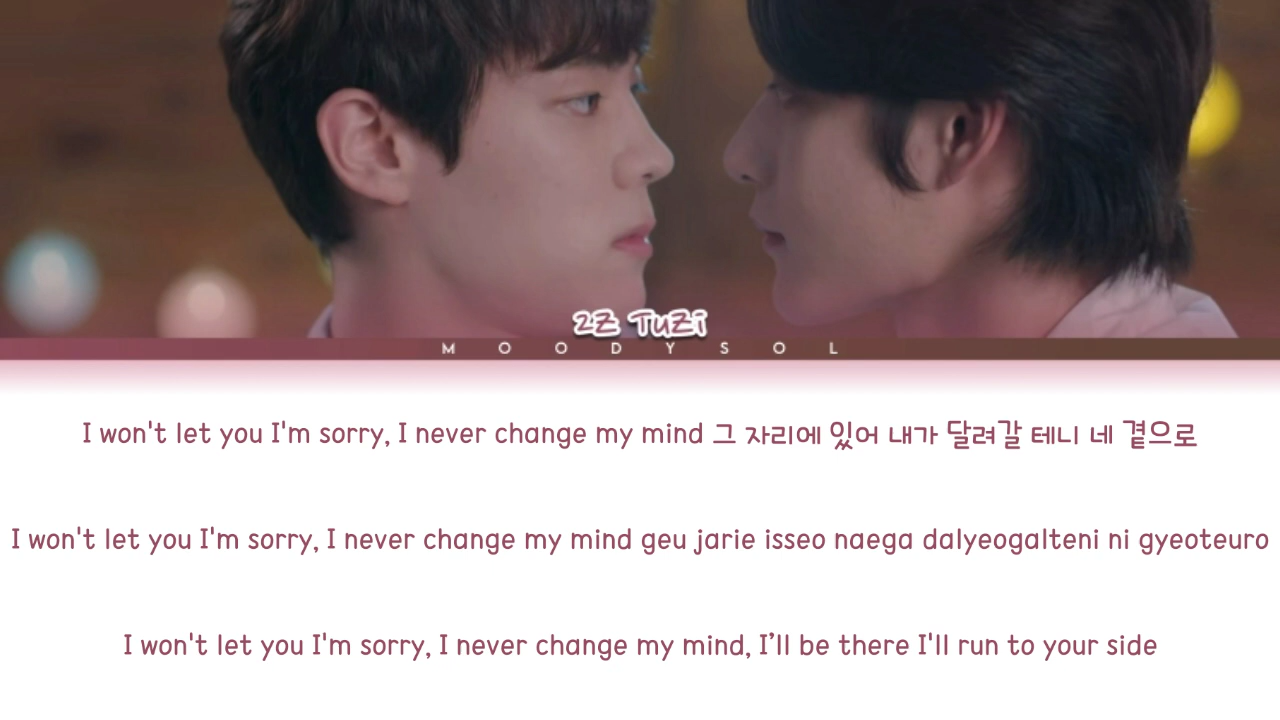 2Z TuZi
MOODYSOL
I won't let you I'm sorry, I never change my mind 그 자리에 있어 내가 달려갈 테니 네 곁으로
I won't let you I'm sorry, I never change my mind geu jarie isseo naega dalyeogalteni ni gyeoteuro
I won't let you I'm sorry, I never change my mind, I’ll be there I'll run to your side